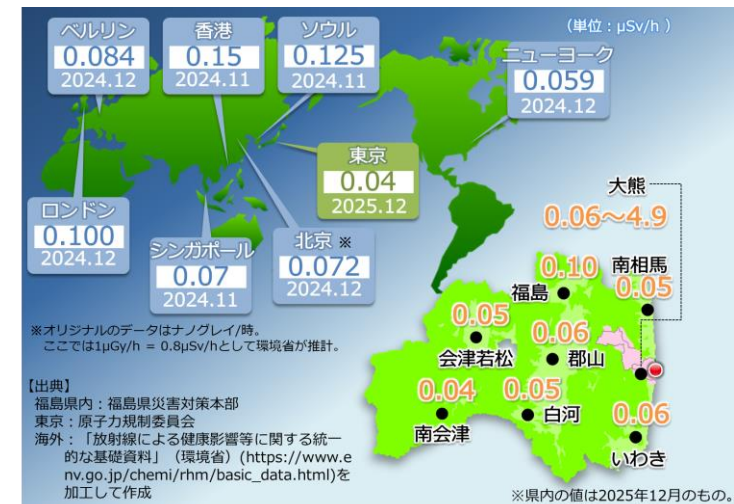 (単位:μSv/h )
ベルリン
0.084
2024.12
香港
0.15
2024.11
ソウル
0.125
2024.11
ニューヨーク
0.059
2024.12
東京
0.04
2025.12
ロンドン
0.100
2024.12
シンガポール
0.07
2024.11
北京 ※
0.072
2024.12
大熊
0.06～4.9
0.10
福島
南相馬
0.05
0.05
会津若松
0.06
郡山
0.04
南会津
0.05
白河
0.06
いわき
※オリジナルのデータはナノグレイ/時。
ここでは1μGy/h = 0.8μSv/hとして環境省が推計。
【出典】
福島県内：福島県災害対策本部
東京：原子力規制委員会
海外：「放射線による健康影響等に関する統一
的な基礎資料」（環境省）(https://www.e
nv.go.jp/chemi/rhm/basic_data.html)を
加工して作成
※県内の値は2025年12月のもの。